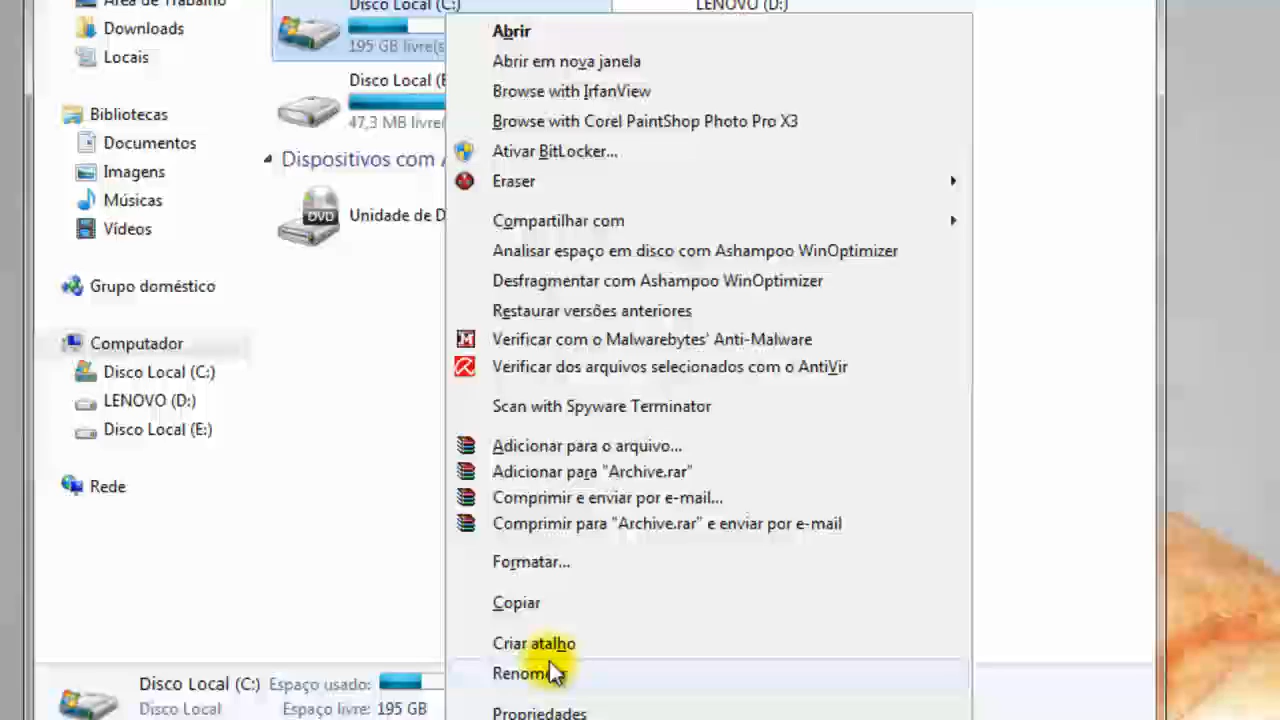 Área de Trabalho
Downloads
Locais
Bibliotecas
Documentos
Imagens
Músicas
Vídeos
Grupo doméstico
Computador
Disco Local (C:)
LENOVO (D:)
Disco Local (E:)
Rede
Disco Local (C:)
195 GB livre(s
LENOVO (D:)
Disco Local (E
47,3 MB livre(
Dispositivos com A
DVD
Unidade de D
Abrir
Abrir em nova janela
Browse with IrfanView
Browse with Corel PaintShop Photo Pro X3
Ativar BitLocker...
Eraser
Compartilhar com
Analisar espaço em disco com Ashampoo WinOptimizer
Desfragmentar com Ashampoo WinOptimizer
Restaurar versões anteriores
Verificar com o Malwarebytes' Anti-Malware
Verificar dos arquivos selecionados com o AntiVir
Scan with Spyware Terminator
Adicionar para o arquivo...
Adicionar para "Archive.rar"
Comprimir e enviar por e-mail...
Comprimir para "Archive.rar" e enviar por e-mail
Formatar...
Copiar
Criar atalho
Renomear
Propriedades
Disco Local (C:) Espaço usado:
Disco Local Espaço livre: 195 GB